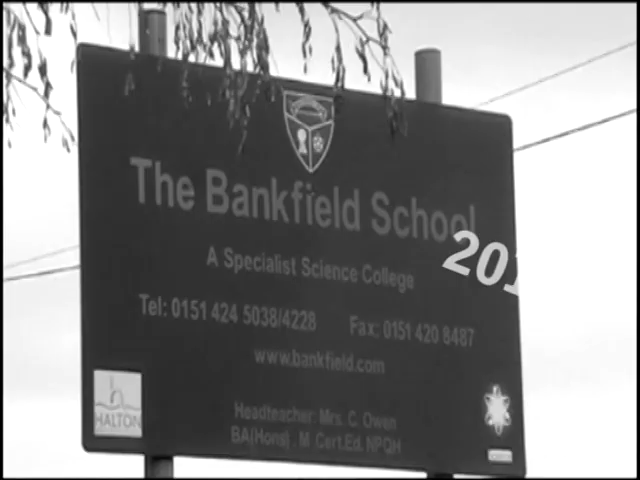 The Bankfield School
201
A Specialist Science College
Tel: 0151 424 5038/4228 Fax: 0151 420 8487
www.bankfield.com
Headteacher: Mrs. C. Owen
BA(Hons). M Cert.Ed. NPQH
HALTON